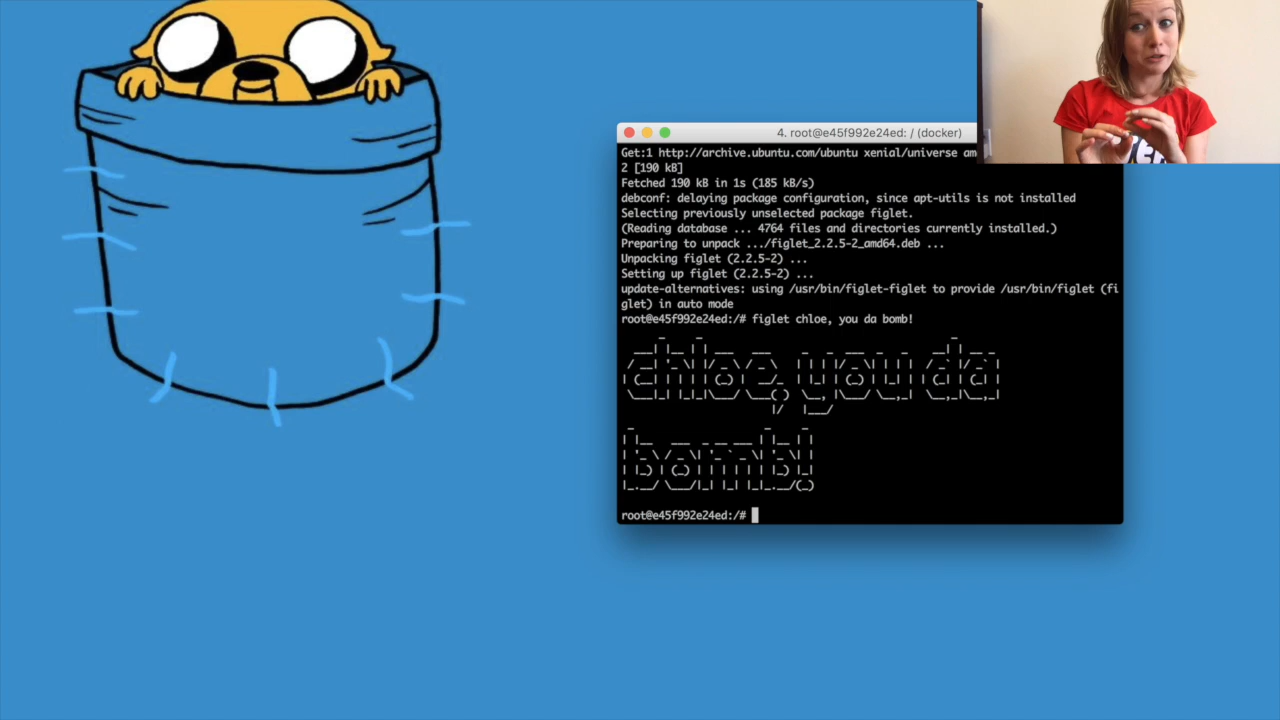 4. root@e45f992e24ed: / (docker)
Get:1 http://archive.ubuntu.com/ubuntu xenial/universe am
2 [190 kB]
Fetched 190 kB in 1s (185 kB/s)
debconf: delaying package configuration, since apt-utils is not installed
Selecting previously unselected package figlet.
(Reading database ... 4764 files and directories currently installed.)
Preparing to unpack .../figlet_2.2.5-2_amd64.deb ...
Unpacking figlet (2.2.5-2) ...
Setting up figlet (2.2.5-2) ...
update-alternatives: using /usr/bin/figlet-figlet to provide /usr/bin/figlet (fi
glet) in auto mode
root@e45f992e24ed:/# figlet chloe, you da bomb!
chloe, you da
bomb!
root@e45f992e24ed:/#